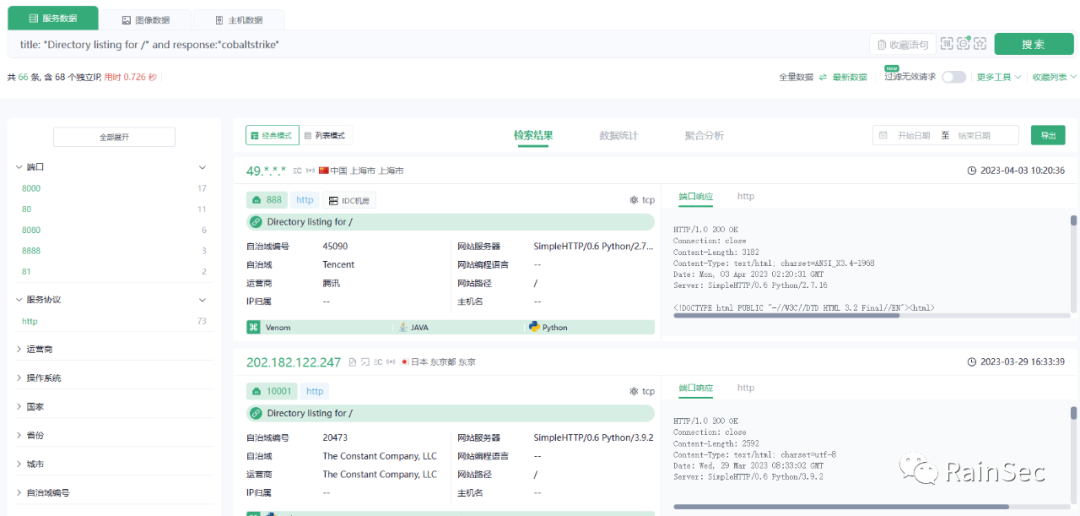 服务数据
图像数据
主机数据
title: "Directory listing for /" and response:"cobaltstrike"
收藏语句
搜索
共 66 条, 含 68 个独立IP, 用时 0.726 秒
全量数据 ⇌ 最新数据
过滤无效请求
更多工具
收藏列表
全部展开
端口
8000 17
80 11
8080 6
8888 3
81 2
服务协议
http 73
运营商
操作系统
国家
省份
城市
自治域编号
经典模式
列表模式
检索结果
数据统计
聚合分析
开始日期 至 结束日期
导出
49.*.*.* 中国 上海市 上海市
2023-04-03 10:20:36
888 http IDC机房 tcp
Directory listing for /
自治域编号 45090 网站服务器 SimpleHTTP/0.6 Python/2.7...
自治域 Tencent 网站编程语言 --
运营商 腾讯 网站路径 /
IP归属 -- 主机名 --
Venom JAVA Python
端口响应 http
HTTP/1.0 200 OK
Connection: close
Content-Length: 3182
Content-Type: text/html; charset=ANSI_X3.4-1968
Date: Mon, 03 Apr 2023 02:20:31 GMT
Server: SimpleHTTP/0.6 Python/2.7.16
<!DOCTYPE html PUBLIC "-//W3C//DTD HTML 3.2 Final//EN"><html>
202.182.122.247 日本 东京都 东京
2023-03-29 16:33:39
10001 http tcp
Directory listing for /
自治域编号 20473 网站服务器 SimpleHTTP/0.6 Python/3.9.2
自治域 The Constant Company, LLC 网站编程语言 --
运营商 The Constant Company, LLC 网站路径 /
IP归属 -- 主机名 --
端口响应 http
HTTP/1.0 200 OK
Connection: close
Content-Length: 2592
Content-Type: text/html; charset=utf-8
Date: Wed, 29 Mar 2023 08:33:02 GMT
Server: SimpleHTTP/0.6 Python/3.9.2
RainSec